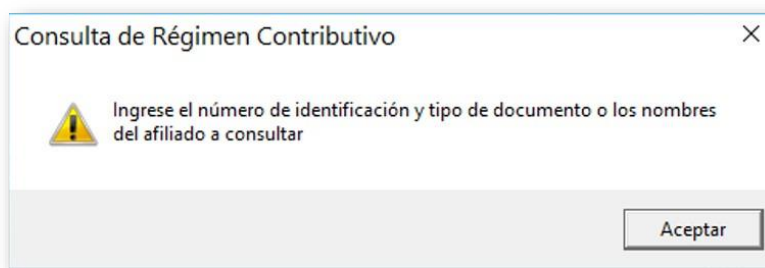 Consulta de Régimen Contributivo
Ingrese el número de identificación y tipo de documento o los nombres
del afiliado a consultar
Aceptar